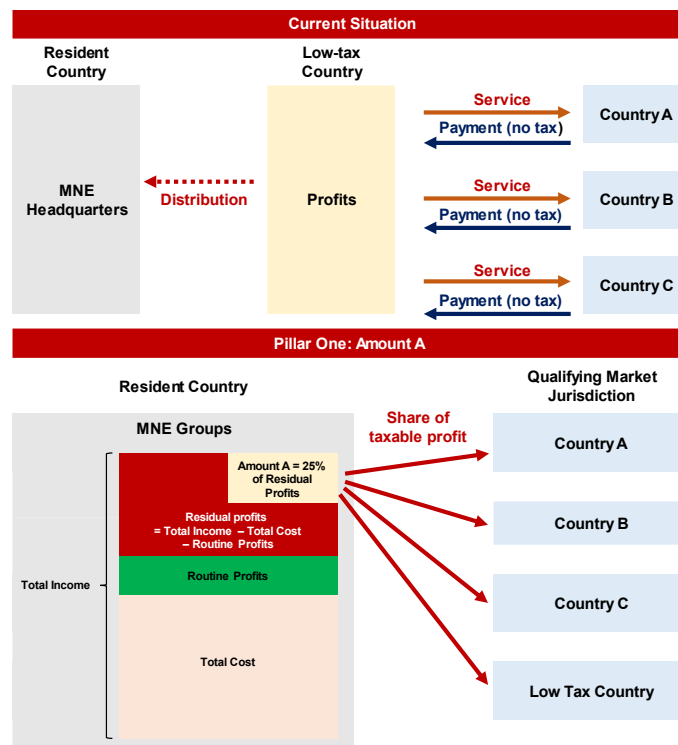 Current Situation
Resident
Country
Low-tax
Country
MNE
Headquarters
Distribution
Profits
Service
Payment (no tax)
Country A
Service
Payment (no tax)
Country B
Service
Payment (no tax)
Country C
Pillar One: Amount A
Resident Country
Qualifying Market
Jurisdiction
MNE Groups
Share of
taxable profit
Amount A = 25%
of Residual
Profits
Residual profits
= Total Income – Total Cost
– Routine Profits
Routine Profits
Total Income
Total Cost
Country A
Country B
Country C
Low Tax Country